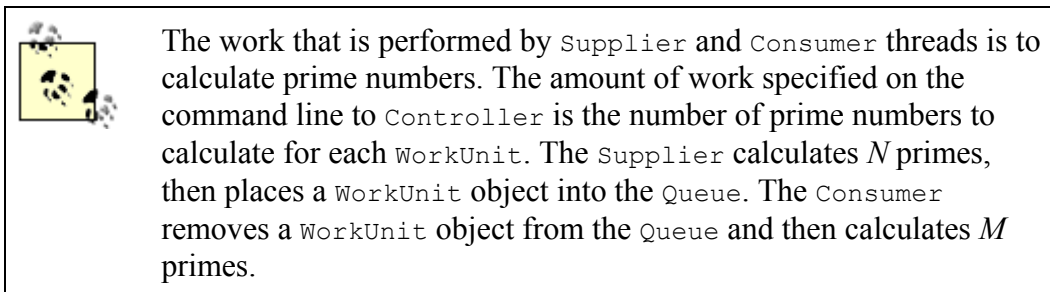 The work that is performed by Supplier and Consumer threads is to
calculate prime numbers. The amount of work specified on the
command line to Controller is the number of prime numbers to
calculate for each WorkUnit. The Supplier calculates N primes,
then places a WorkUnit object into the Queue. The Consumer
removes a WorkUnit object from the Queue and then calculates M
primes.